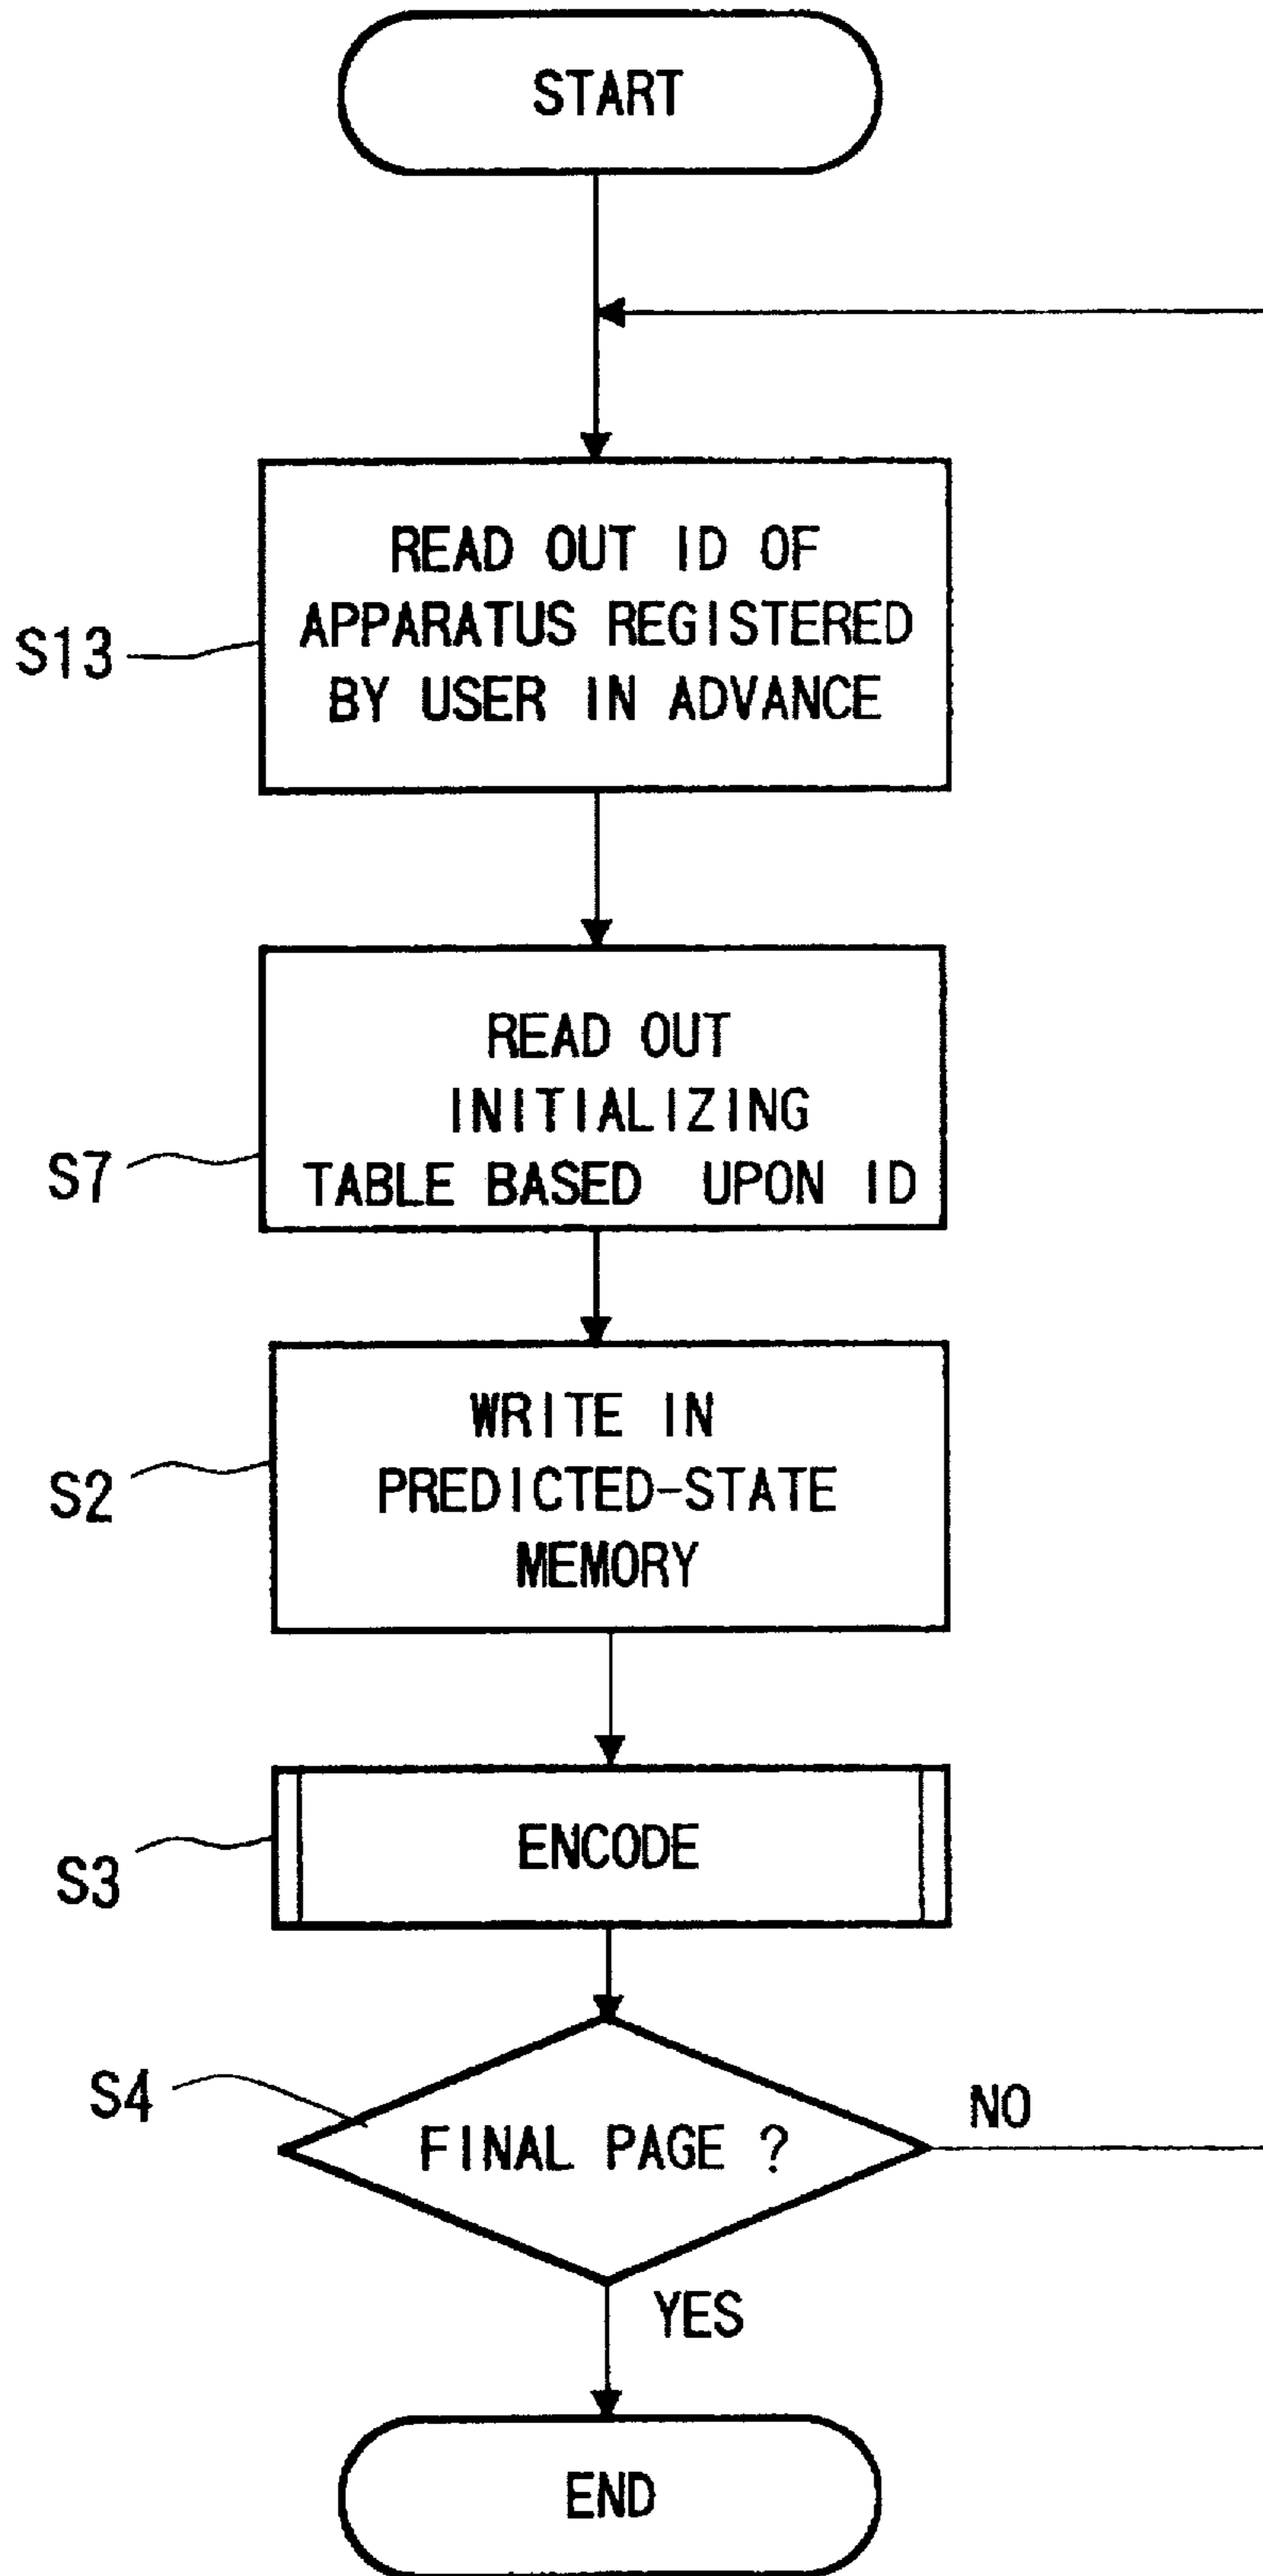 START
READ OUT ID OF
APPARATUS REGISTERED
BY USER IN ADVANCE
S13
READ OUT
INITIALIZING
TABLE BASED UPON ID
S7
WRITE IN
PREDICTED-STATE
MEMORY
S2
ENCODE
S3
S4
FINAL PAGE ?
NO
YES
END